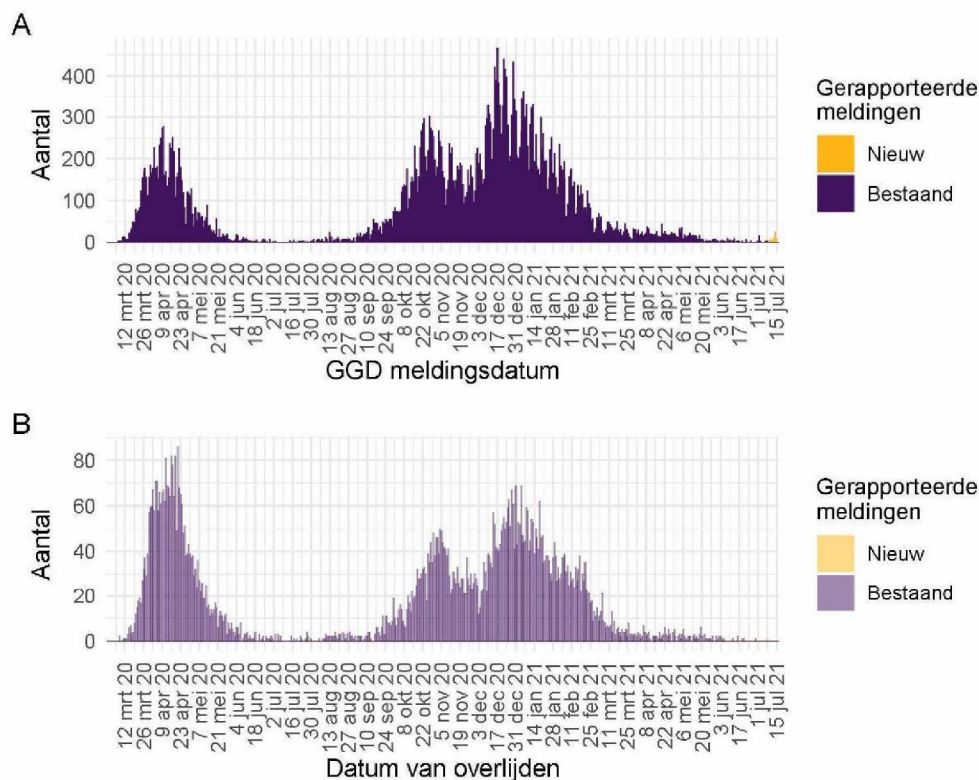 A
400
300
200
100
0
Aantal
12 mrt 20
26 mrt 20
9 apr 20
23 apr 20
7 mei 20
21 mei 20
4 jun 20
18 jun 20
2 jul 20
16 jul 20
30 jul 20
13 aug 20
27 aug 20
10 sep 20
24 sep 20
8 okt 20
22 okt 20
5 nov 20
19 nov 20
3 dec 20
17 dec 20
31 dec 20
14 jan 21
28 jan 21
11 feb 21
25 feb 21
11 mrt 21
25 mrt 21
8 apr 21
22 apr 21
6 mei 21
20 mei 21
3 jun 21
17 jun 21
1 jul 21
15 jul 21
GGD meldingsdatum
Gerapporteerde
meldingen
Nieuw
Bestaand
B
80
60
40
20
0
Aantal
12 mrt 20
26 mrt 20
9 apr 20
23 apr 20
7 mei 20
21 mei 20
4 jun 20
18 jun 20
2 jul 20
16 jul 20
30 jul 20
13 aug 20
27 aug 20
10 sep 20
24 sep 20
8 okt 20
22 okt 20
5 nov 20
19 nov 20
3 dec 20
17 dec 20
31 dec 20
14 jan 21
28 jan 21
11 feb 21
25 feb 21
11 mrt 21
25 mrt 21
8 apr 21
22 apr 21
6 mei 21
20 mei 21
3 jun 21
17 jun 21
1 jul 21
15 jul 21
Datum van overlijden
Gerapporteerde
meldingen
Nieuw
Bestaand